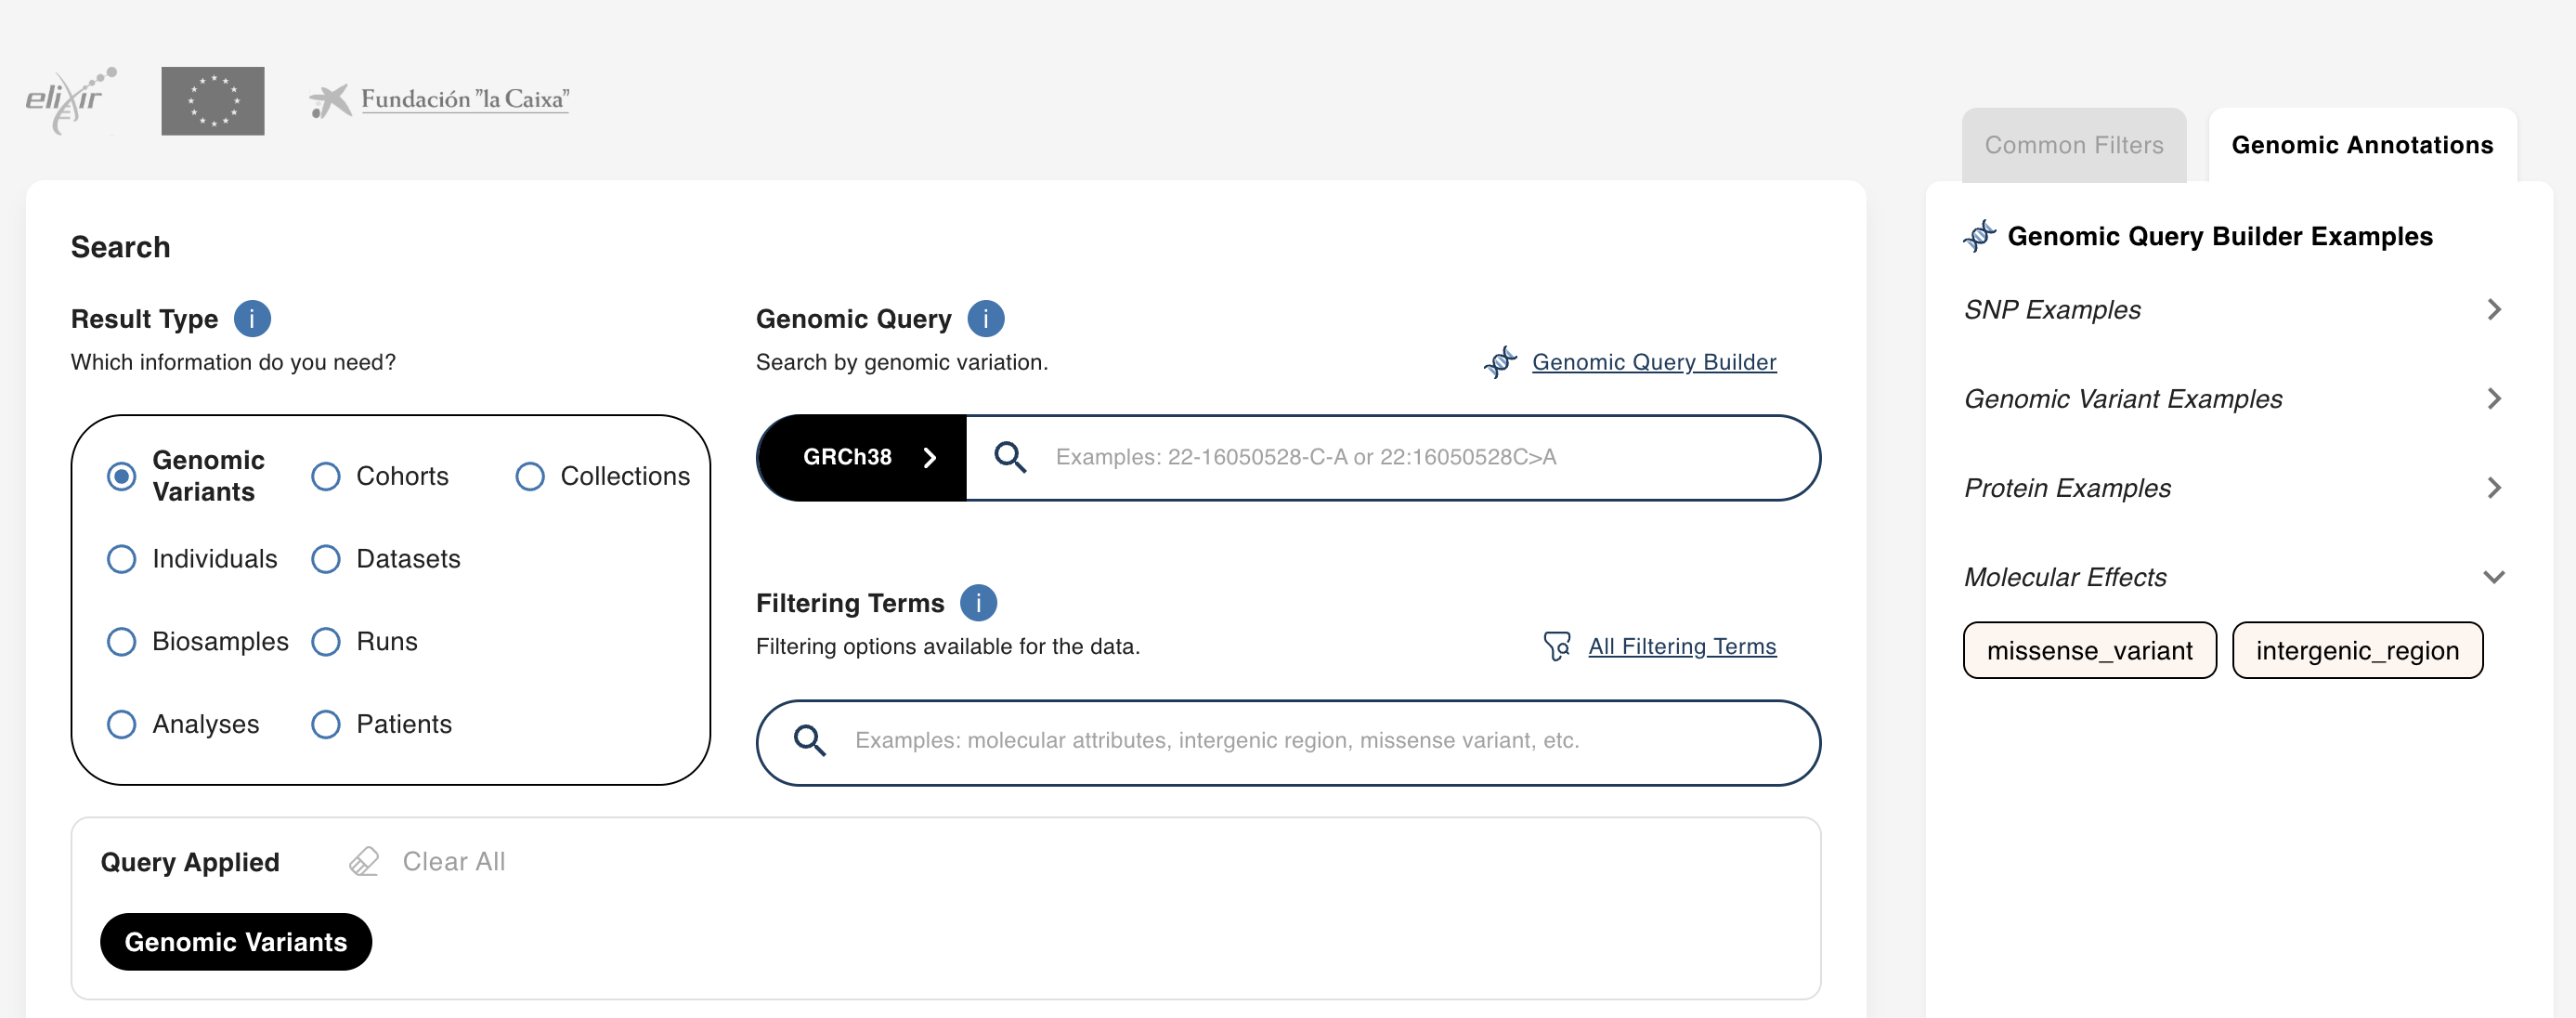 elixir
Fundación "la Caixa"
Common Filters
Genomic Annotations
Search
Result Type i
Which information do you need?
Genomic Variants
Cohorts
Collections
Individuals
Datasets
Biosamples
Runs
Analyses
Patients
Genomic Query i
Search by genomic variation.
Genomic Query Builder
GRCh38
Examples: 22-16050528-C-A or 22:16050528C>A
Filtering Terms i
Filtering options available for the data.
All Filtering Terms
Examples: molecular attributes, intergenic region, missense variant, etc.
Query Applied
Clear All
Genomic Variants
Genomic Query Builder Examples
SNP Examples
Genomic Variant Examples
Protein Examples
Molecular Effects
missense_variant
intergenic_region